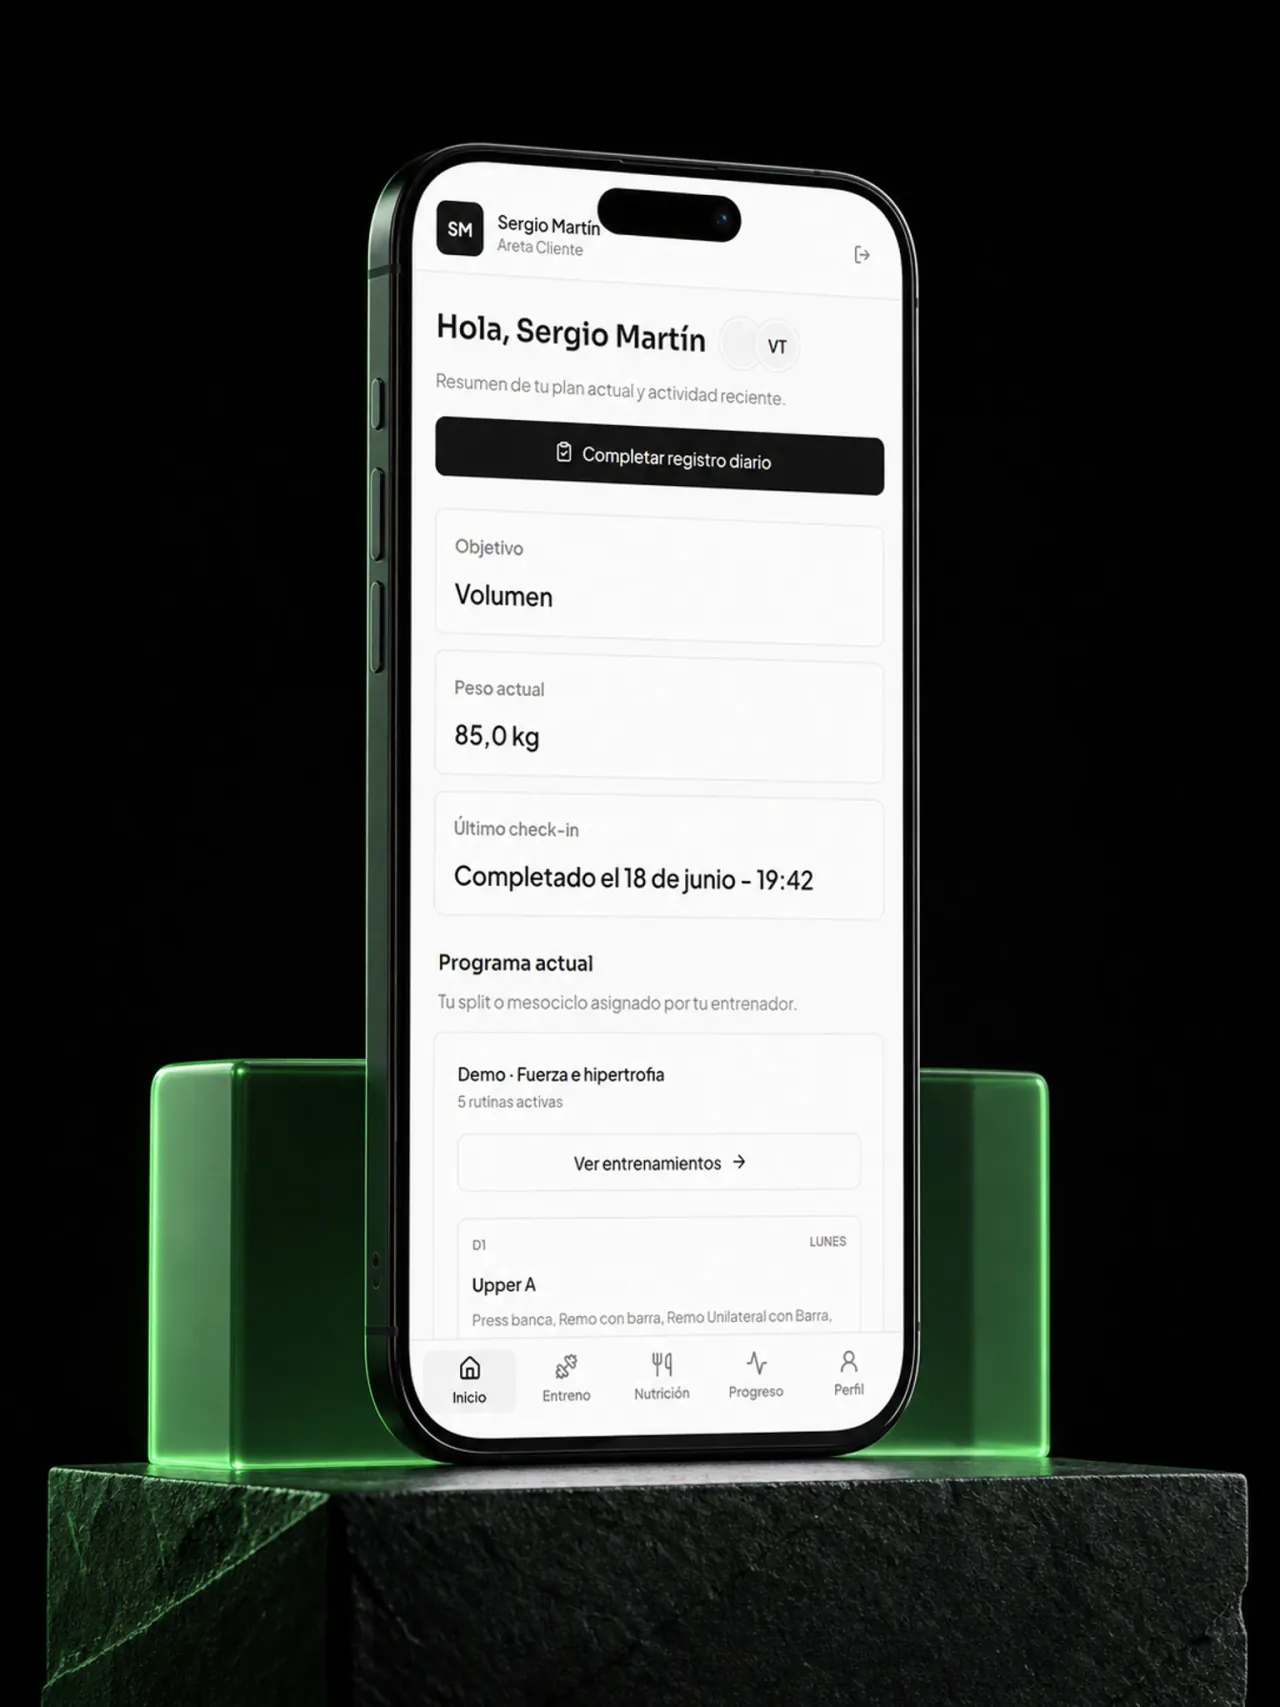 SM
Sergio Martín
Areta Cliente
Hola, Sergio Martín
VT
Resumen de tu plan actual y actividad reciente.
Completar registro diario
Objetivo
Volumen
Peso actual
85,0 kg
Último check-in
Completado el 18 de junio - 19:42
Programa actual
Tu split o mesociclo asignado por tu entrenador.
Demo · Fuerza e hipertrofia
5 rutinas activas
Ver entrenamientos →
D1 LUNES
Upper A
Press banca, Remo con barra, Remo Unilateral con Barra,
Inicio Entreno Nutrición Progreso Perfil